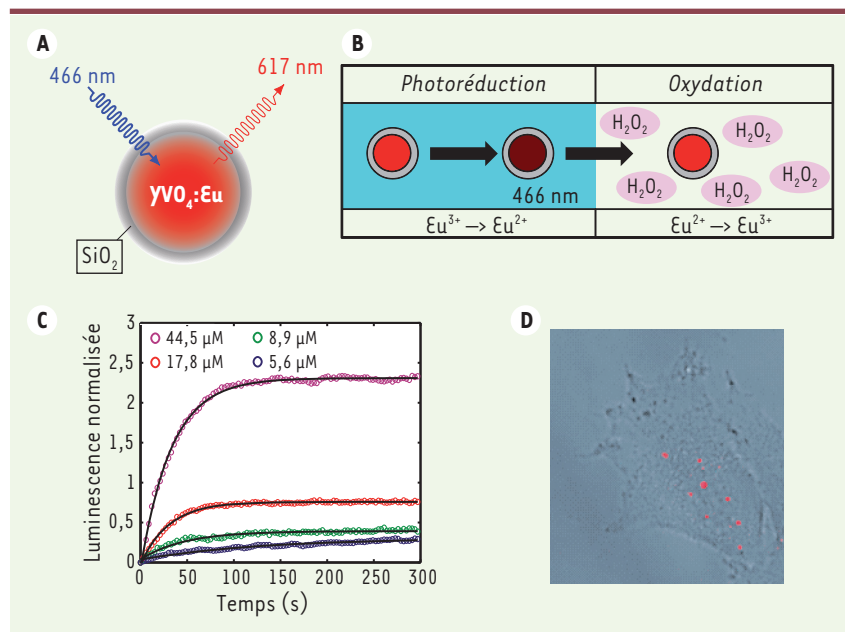 A
466 nm
617 nm
YVO₄:Eu
SiO₂
B
Photoréduction
Oxydation
H₂O₂
H₂O₂
H₂O₂
H₂O₂
H₂O₂
466 nm
Eu³⁺ → Eu²⁺
Eu²⁺ → Eu³⁺
C
Luminescence normalisée
3
2,5
2
1,5
1
0,5
0
44,5 µM
8,9 µM
17,8 µM
5,6 µM
0 50 100 150 200 250 300
Temps (s)
D